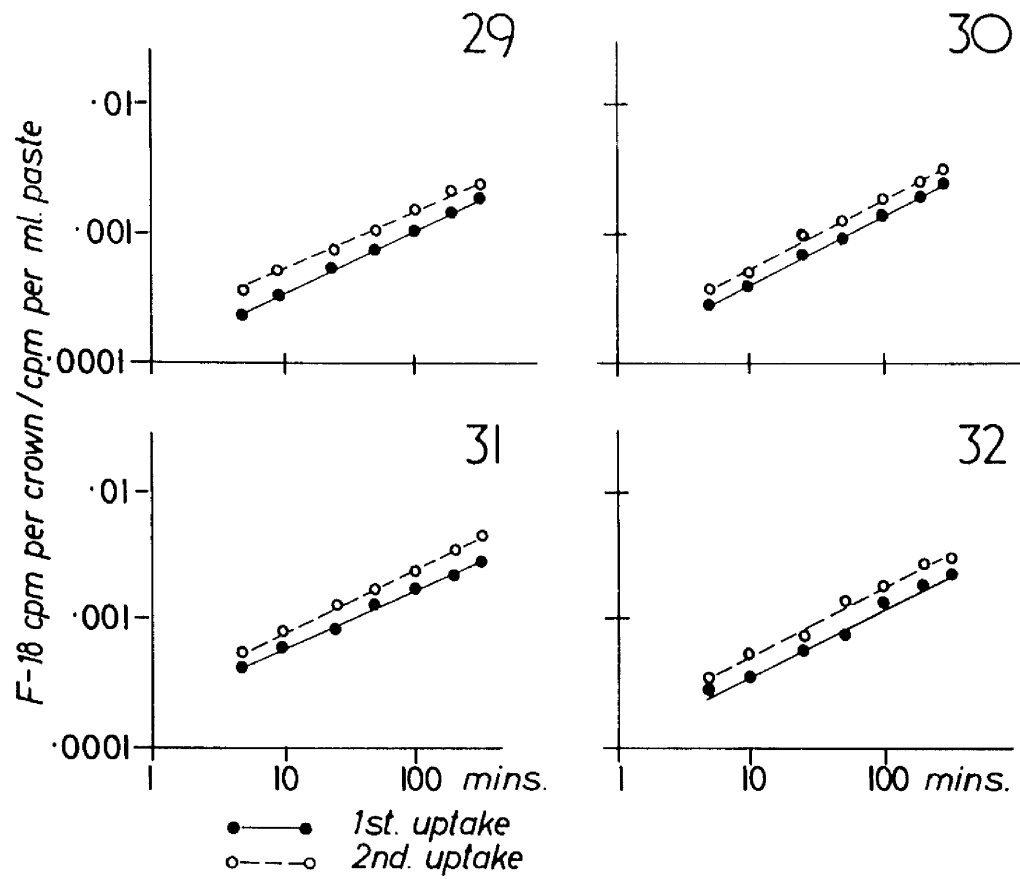 29
30
F-18 cpm per crown/cpm per ml. paste
·01
·001
·0001
31
32
·01
·001
·0001
1 10 100 mins.
1 10 100 mins.
1st. uptake
2nd. uptake